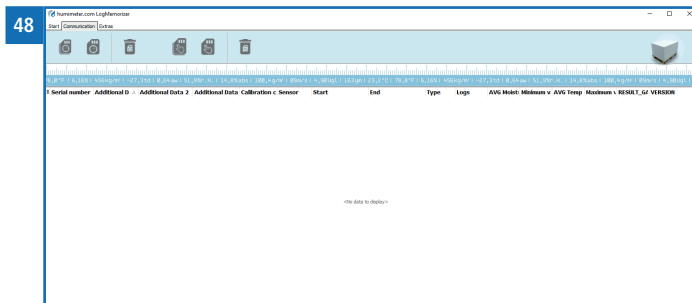 48
humimeter.com LogMemorizer
Start Communication Extras
Serial number Additional D Additional Data 2 Additional Data Calibration c Sensor Start End Type Logs AVG Moist Minimum v AVG Temp Maximum v RESULT_GA VERSION
<No data to display>